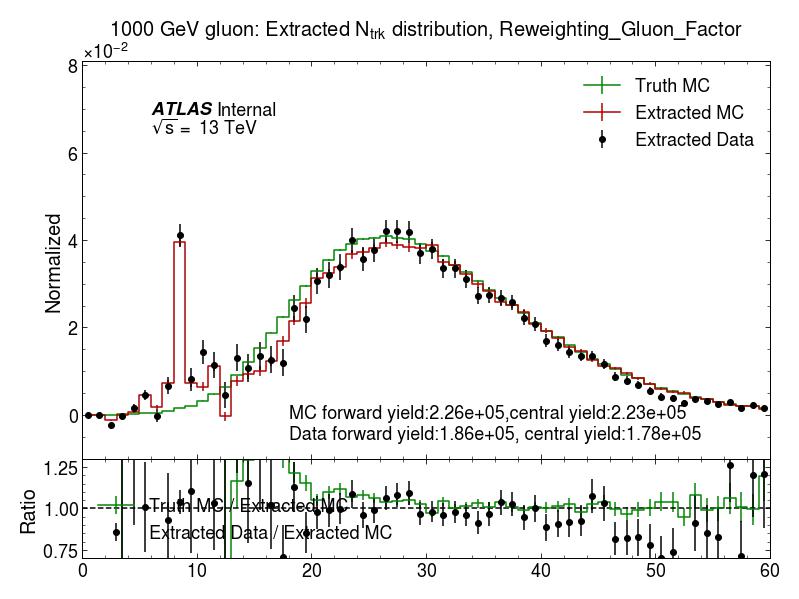 1000 GeV gluon: Extracted N_trk distribution, Reweighting_Gluon_Factor
×10⁻²
8
6
4
2
0
Normalized
ATLAS Internal
√s = 13 TeV
Truth MC
Extracted MC
Extracted Data
MC forward yield:2.26e+05,central yield:2.23e+05
Data forward yield:1.86e+05, central yield:1.78e+05
1.25
1.00
0.75
Ratio
Truth MC / Extracted MC
Extracted Data / Extracted MC
0 10 20 30 40 50 60